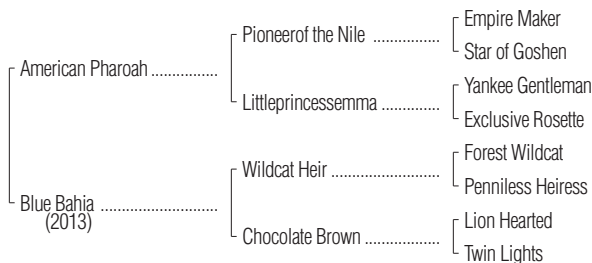 Empire Maker
Pioneerof the Nile ................
Star of Goshen
American Pharoah ................
Yankee Gentleman
Littleprincessemma ..............
Exclusive Rosette
Forest Wildcat
Wildcat Heir ........................
Penniless Heiress
Blue Bahia ............................
(2013)
Lion Hearted
Chocolate Brown .................
Twin Lights